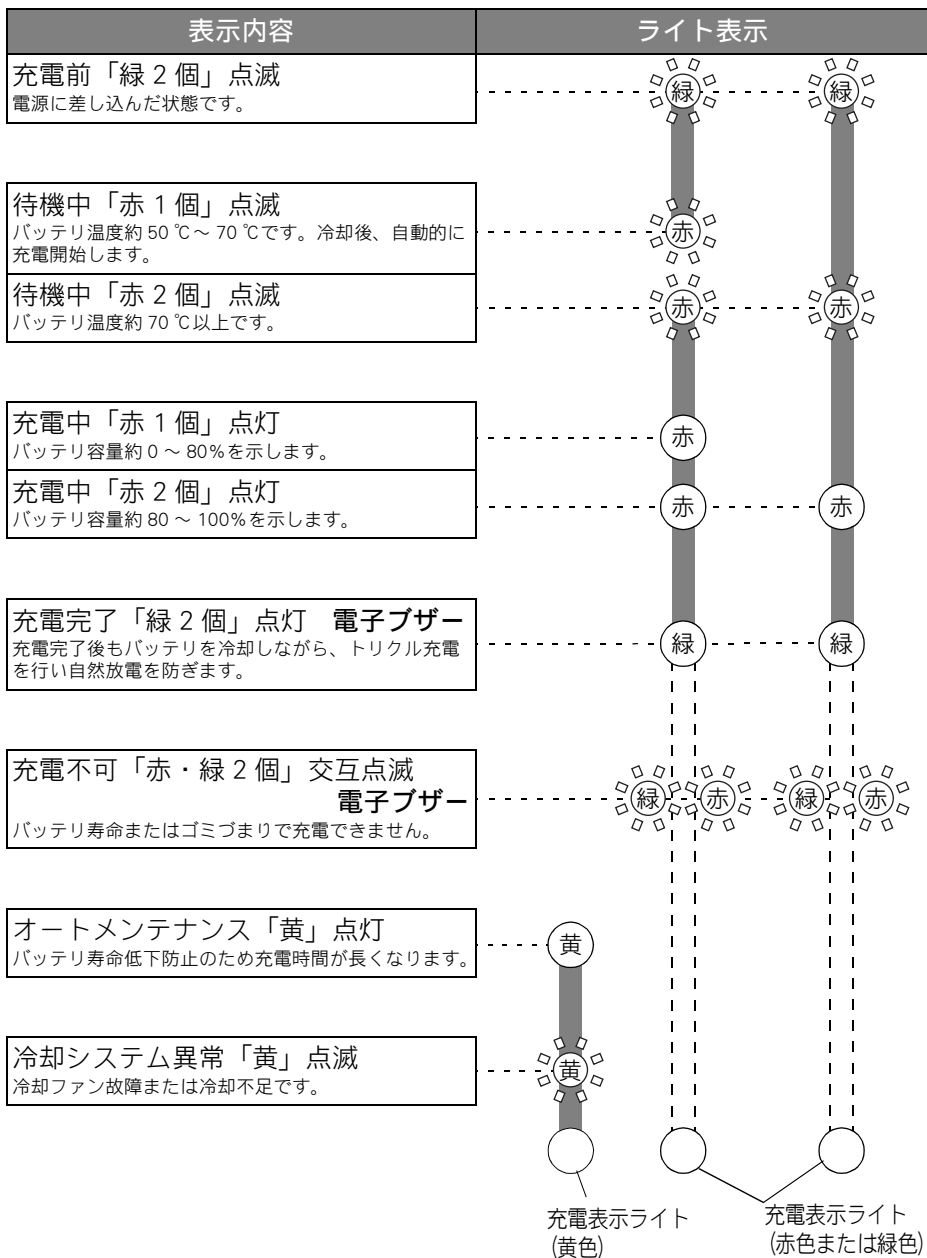 表示内容
ライト表示
充電前「緑 2 個」点滅
電源に差し込んだ状態です。
緑
緑
待機中「赤 1 個」点滅
バッテリ温度約 50 ℃～ 70 ℃です。冷却後、自動的に
充電開始します。
赤
待機中「赤 2 個」点滅
バッテリ温度約 70 ℃以上です。
赤
赤
充電中「赤 1 個」点灯
バッテリ容量約 0 ～ 80%を示します。
赤
充電中「赤 2 個」点灯
バッテリ容量約 80 ～ 100%を示します。
赤
赤
充電完了「緑 2 個」点灯　電子ブザー
充電完了後もバッテリを冷却しながら、トリクル充電
を行い自然放電を防ぎます。
緑
緑
充電不可「赤・緑 2 個」交互点滅
電子ブザー
バッテリ寿命またはゴミづまりで充電できません。
緑
赤
緑
赤
オートメンテナンス「黄」点灯
バッテリ寿命低下防止のため充電時間が長くなります。
黄
冷却システム異常「黄」点滅
冷却ファン故障または冷却不足です。
黄
充電表示ライト
(黄色)
充電表示ライト
(赤色または緑色)